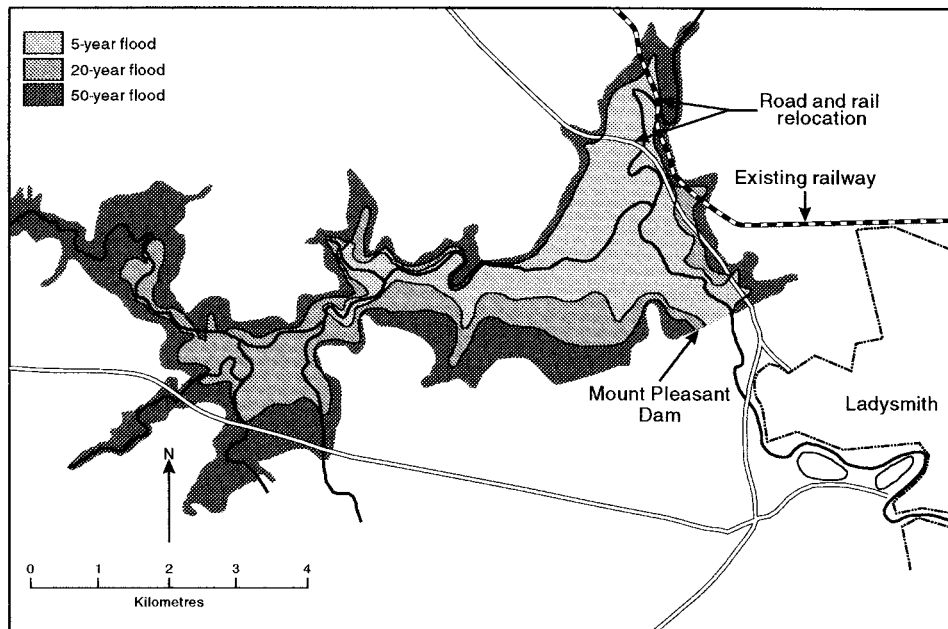 5-year flood
20-year flood
50-year flood
Road and rail
relocation
Existing railway
Mount Pleasant
Dam
Ladysmith
N
0 1 2 3 4
Kilometres